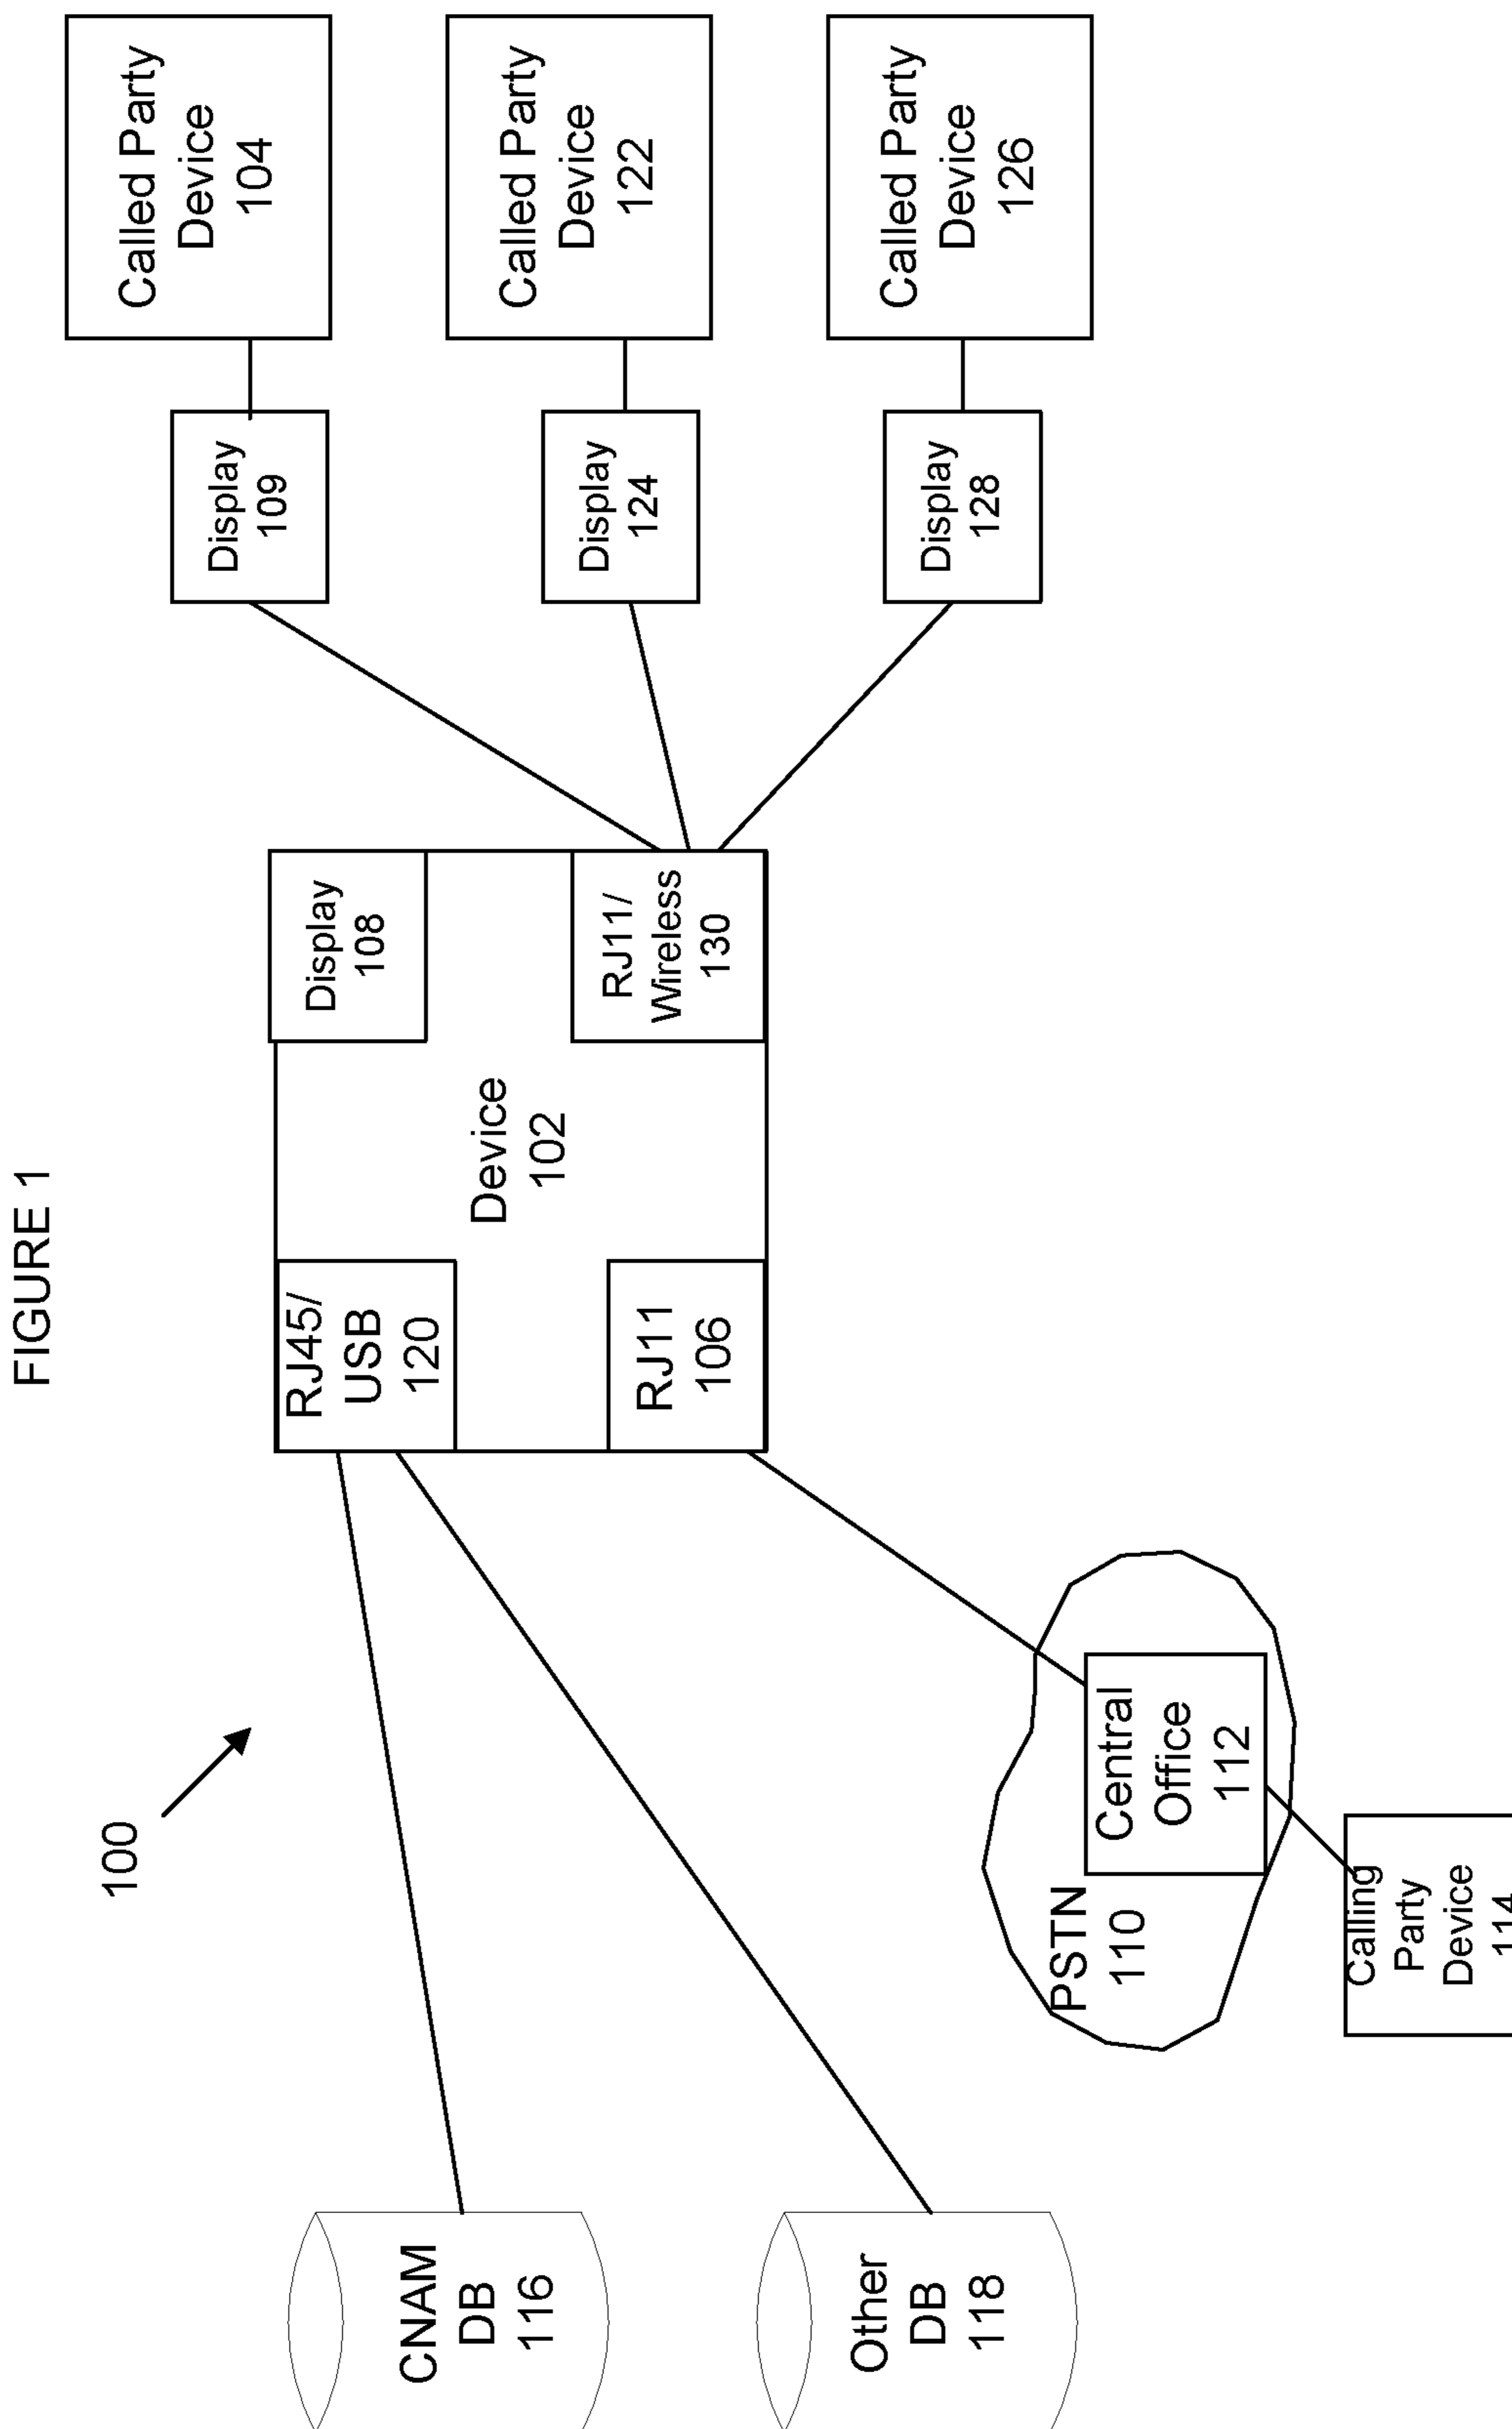 FIGURE 1
100
CNAM
DB
116
Other
DB
118
PSTN
110
Central
Office
112
Calling
Party
Device
114
RJ45/
USB
120
RJ11
106
Device
102
Display
108
RJ11/
Wireless
130
Display
109
Display
124
Display
128
Called Party
Device
104
Called Party
Device
122
Called Party
Device
126